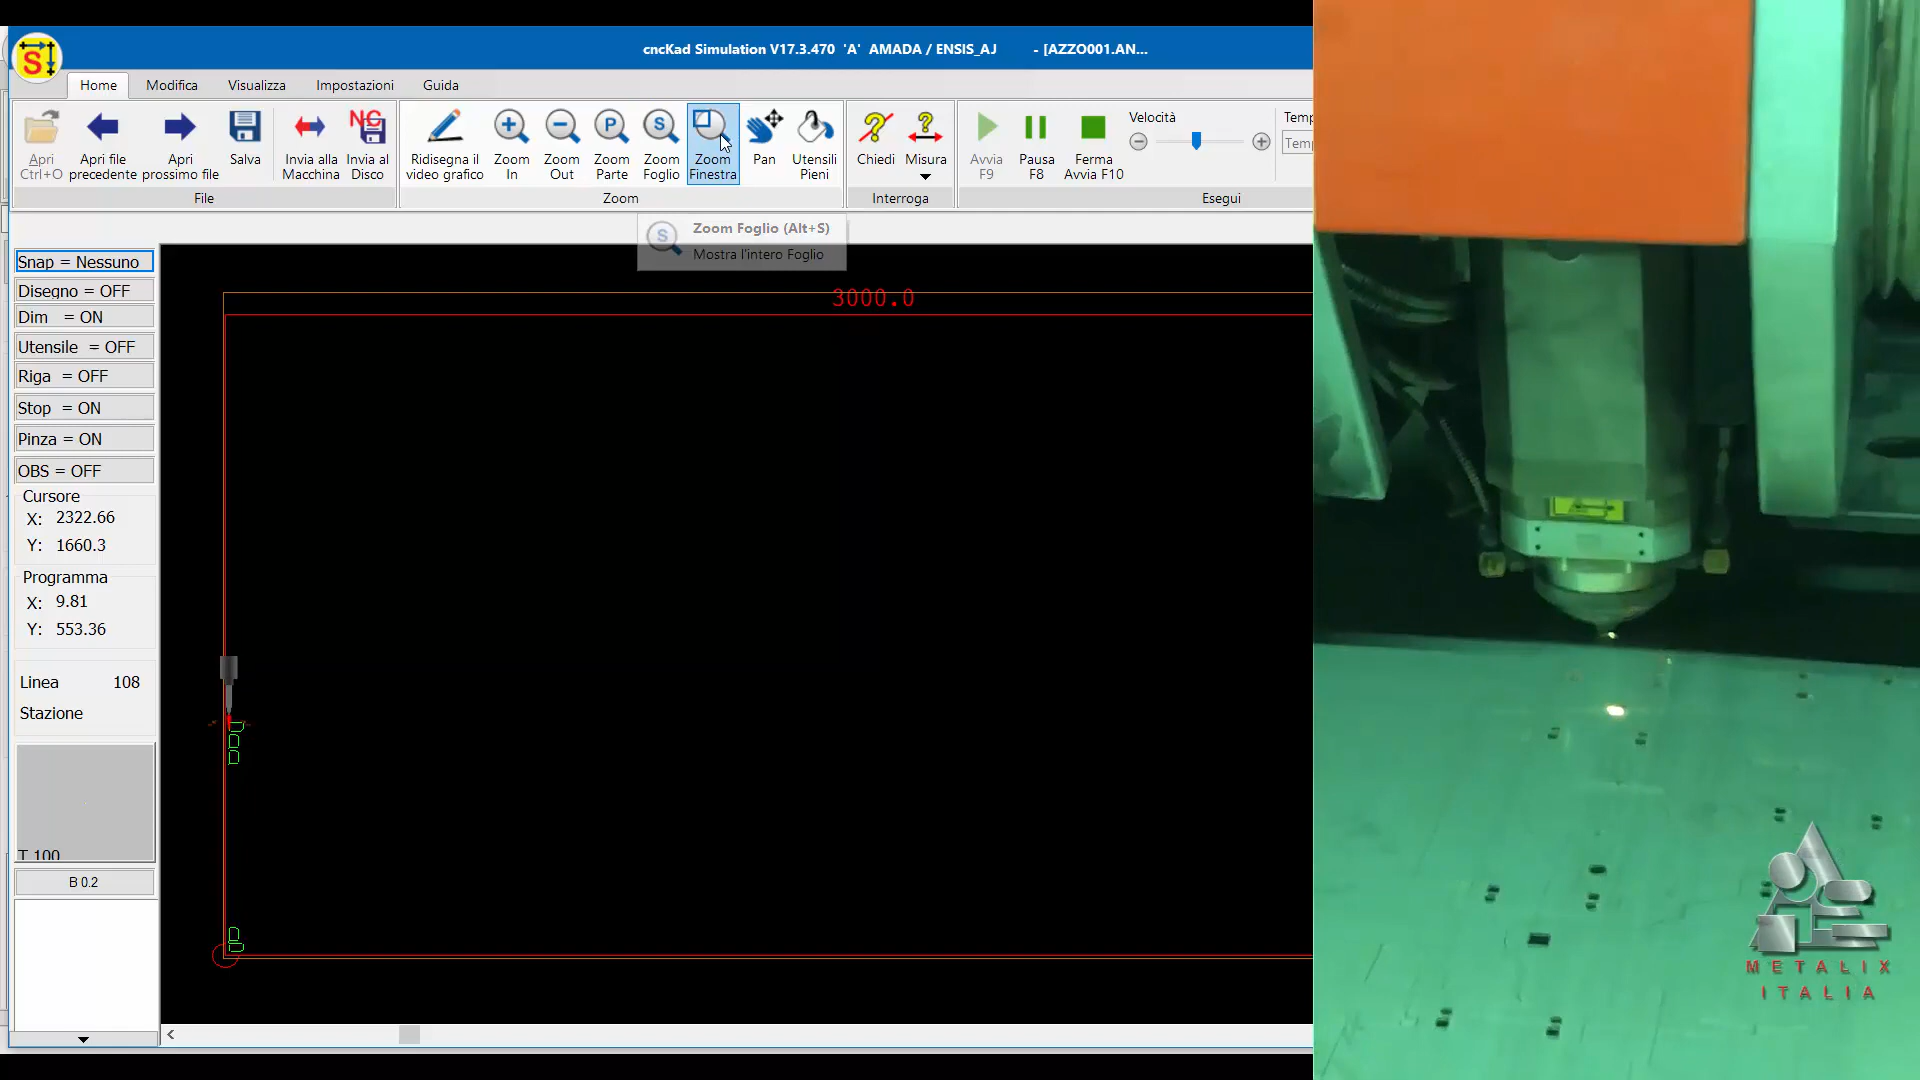 cncKad Simulation V17.3.470 'A' AMADA / ENSIS_AJ - [AZZO001.AN...
Home Modifica Visualizza Impostazioni Guida
Apri Ctrl+O
Apri file precedente
Apri prossimo file
Salva
Invia alla Macchina
Invia al Disco
File
Ridisegna il video grafico
Zoom In
Zoom Out
Zoom Parte
Zoom Foglio
Zoom Finestra
Pan
Utensili Pieni
Zoom
Chiedi
Misura
Interroga
Avvia F9
Pausa F8
Ferma Avvia F10
Velocità
Esegui
Zoom Foglio (Alt+S)
Mostra l'intero Foglio
Snap = Nessuno
Disegno = OFF
Dim = ON
Utensile = OFF
Riga = OFF
Stop = ON
Pinza = ON
OBS = OFF
Cursore
X: 2322.66
Y: 1660.3
Programma
X: 9.81
Y: 553.36
Linea 108
Stazione
T 100
B 0.2
3000.0
METALIX
ITALIA